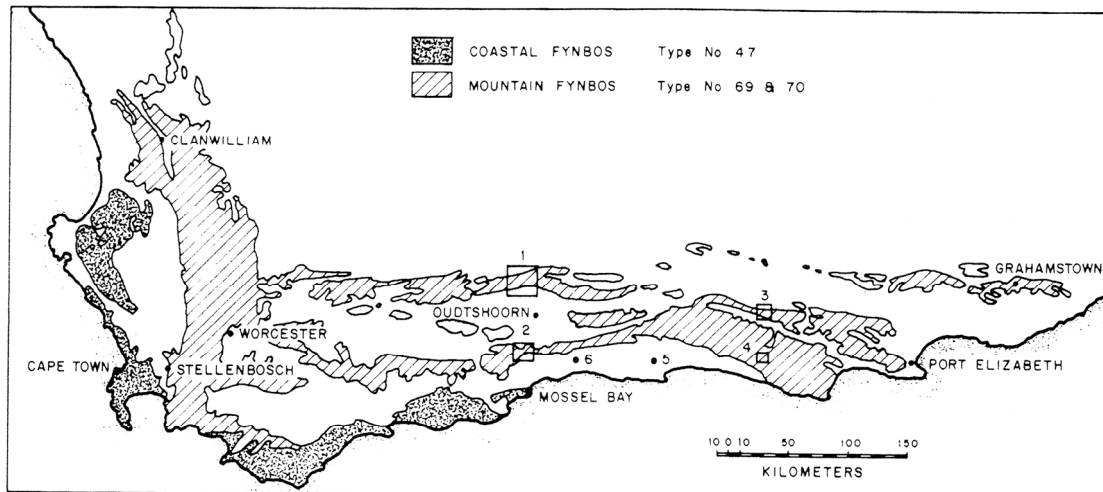 COASTAL FYNBOS Type No 47
MOUNTAIN FYNBOS Type No 69 & 70
CLANWILLIAM
1
GRAHAMSTOWN
OUDTSHOORN
3
WORCESTER
2
4
CAPE TOWN
STELLENBOSCH
6
5
PORT ELIZABETH
MOSSEL BAY
10 0 10 50 100 150
KILOMETERS